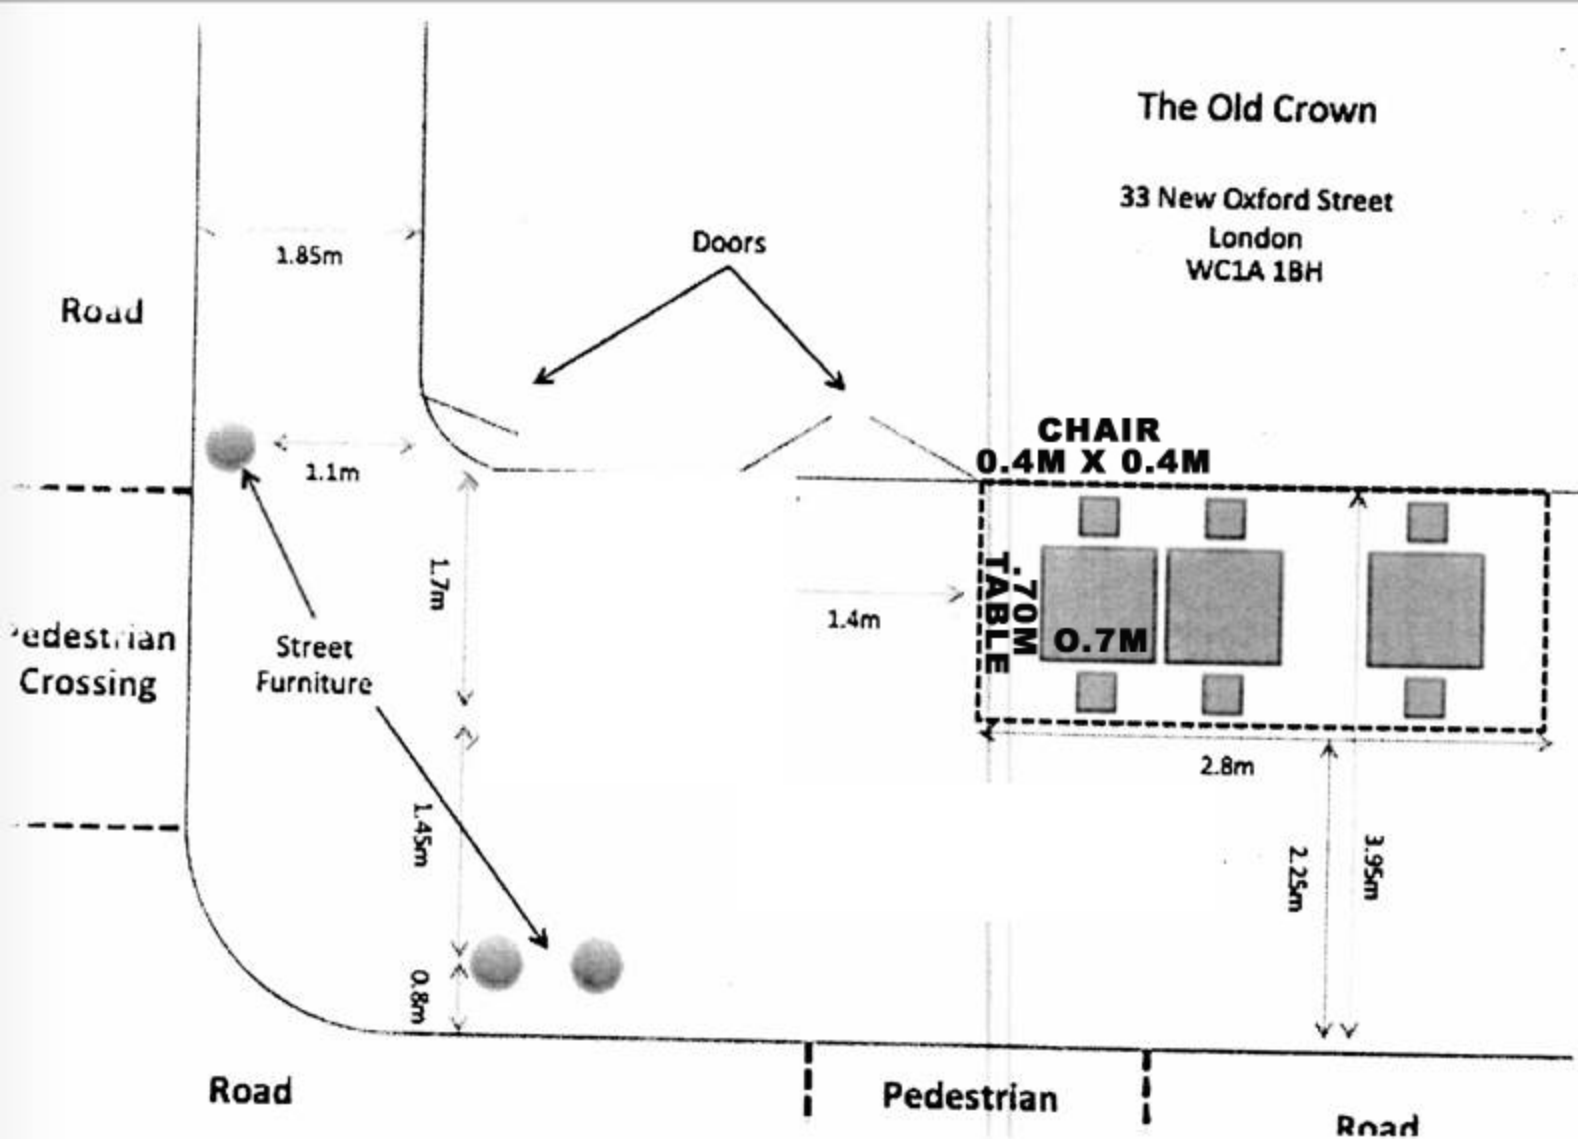 The Old Crown
33 New Oxford Street
London
WC1A 1BH
Doors
1.85m
Road
CHAIR
0.4M X 0.4M
1.1m
1.7m
1.4m
TABLE
.70M
0.7M
Street
Furniture
Crossing
2.8m
1.45m
2.25m
3.95m
0.8m
Road
Pedestrian
Road